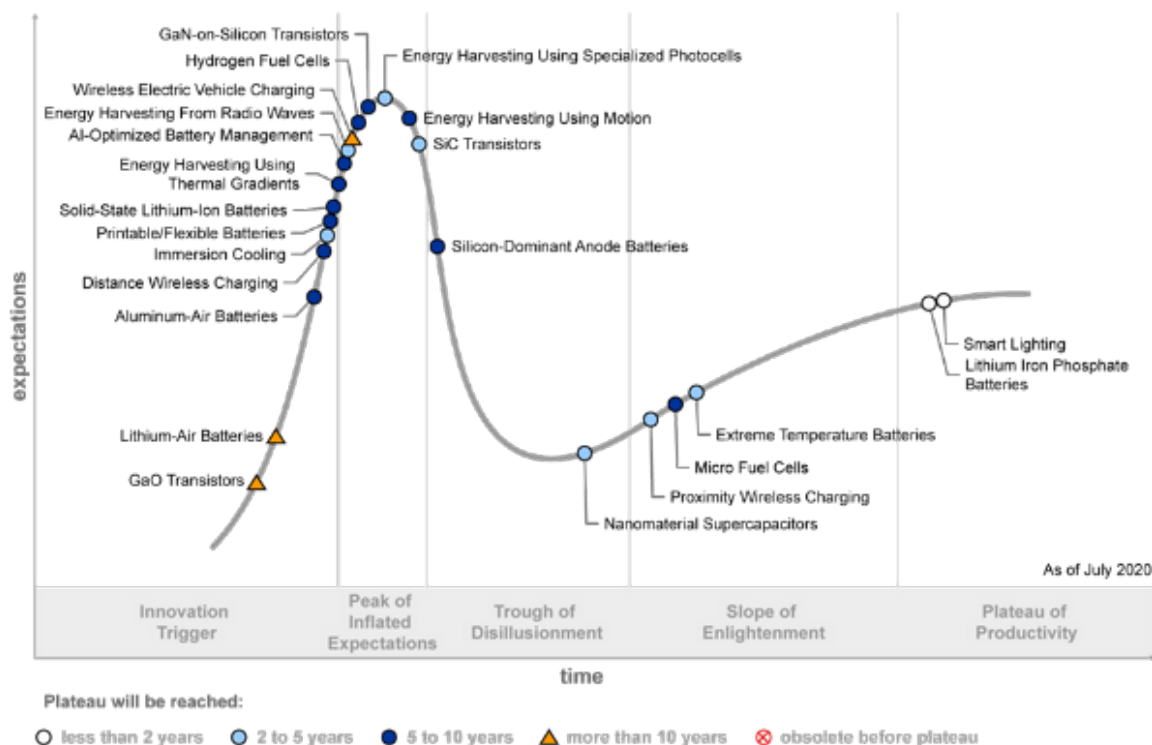 GaN-on-Silicon Transistors
Hydrogen Fuel Cells
Wireless Electric Vehicle Charging
Energy Harvesting From Radio Waves
AI-Optimized Battery Management
Energy Harvesting Using
Thermal Gradients
Solid-State Lithium-Ion Batteries
Printable/Flexible Batteries
Immersion Cooling
Distance Wireless Charging
Aluminum-Air Batteries
Lithium-Air Batteries
GaO Transistors
Energy Harvesting Using Specialized Photocells
Energy Harvesting Using Motion
SiC Transistors
Silicon-Dominant Anode Batteries
Smart Lighting
Lithium Iron Phosphate
Batteries
Extreme Temperature Batteries
Micro Fuel Cells
Proximity Wireless Charging
Nanomaterial Supercapacitors
As of July 2020
expectations
Innovation
Trigger
Peak of
Inflated
Expectations
Trough of
Disillusionment
Slope of
Enlightenment
Plateau of
Productivity
time
Plateau will be reached:
less than 2 years
2 to 5 years
5 to 10 years
more than 10 years
obsolete before plateau